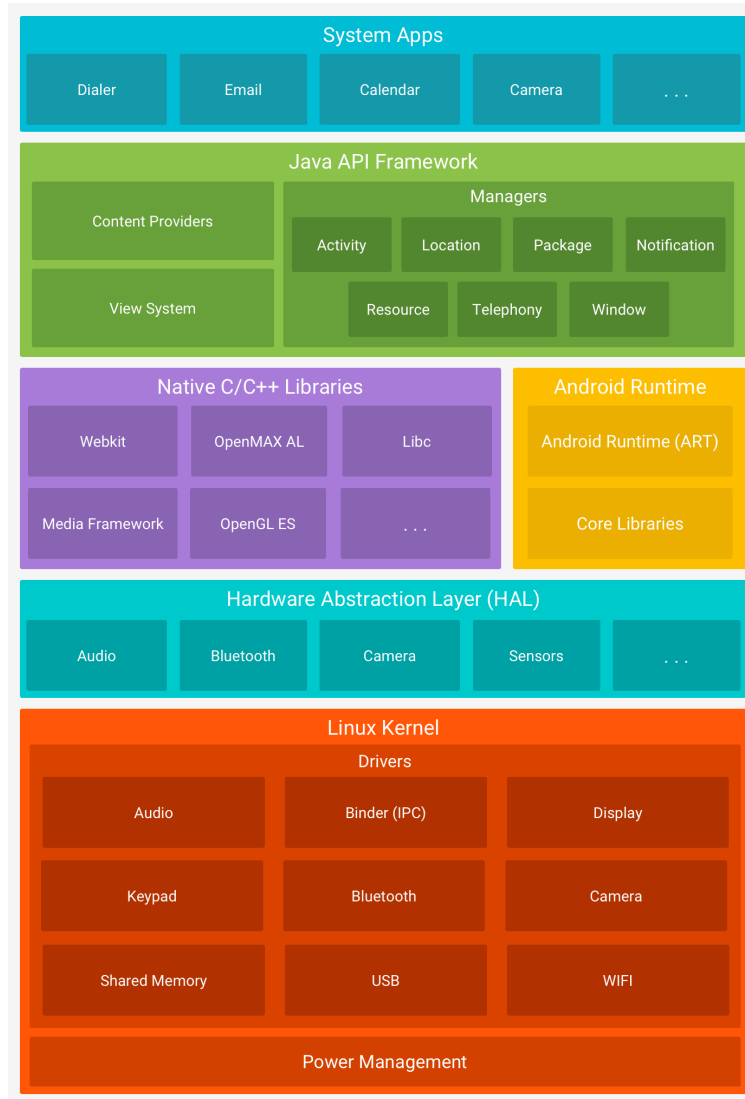 System Apps
Dialer
Email
Calendar
Camera
. . .
Java API Framework
Content Providers
View System
Managers
Activity
Location
Package
Notification
Resource
Telephony
Window
Native C/C++ Libraries
Webkit
OpenMAX AL
Libc
Media Framework
OpenGL ES
. . .
Android Runtime
Android Runtime (ART)
Core Libraries
Hardware Abstraction Layer (HAL)
Audio
Bluetooth
Camera
Sensors
. . .
Linux Kernel
Drivers
Audio
Binder (IPC)
Display
Keypad
Bluetooth
Camera
Shared Memory
USB
WIFI
Power Management